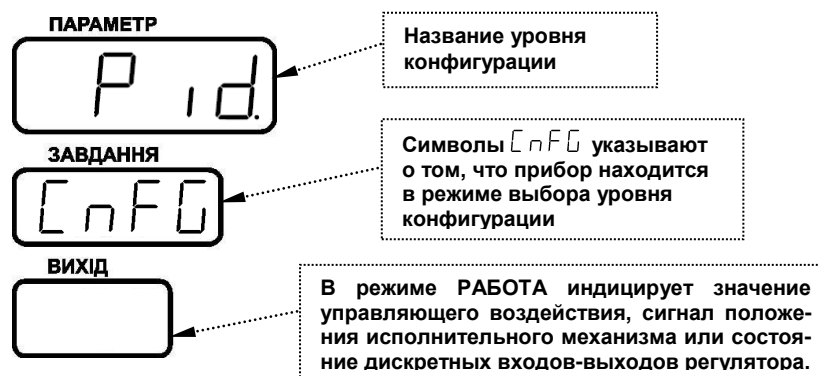 ПАРАМЕТР
P id.
Название уровня
конфигурации
ЗАВДАННЯ
CnFG
Символы CnFG указывают
о том, что прибор находится
в режиме выбора уровня
конфигурации
ВИХІД
В режиме РАБОТА индицирует значение
управляющего воздействия, сигнал положе-
ния исполнительного механизма или состоя-
ние дискретных входов-выходов регулятора.